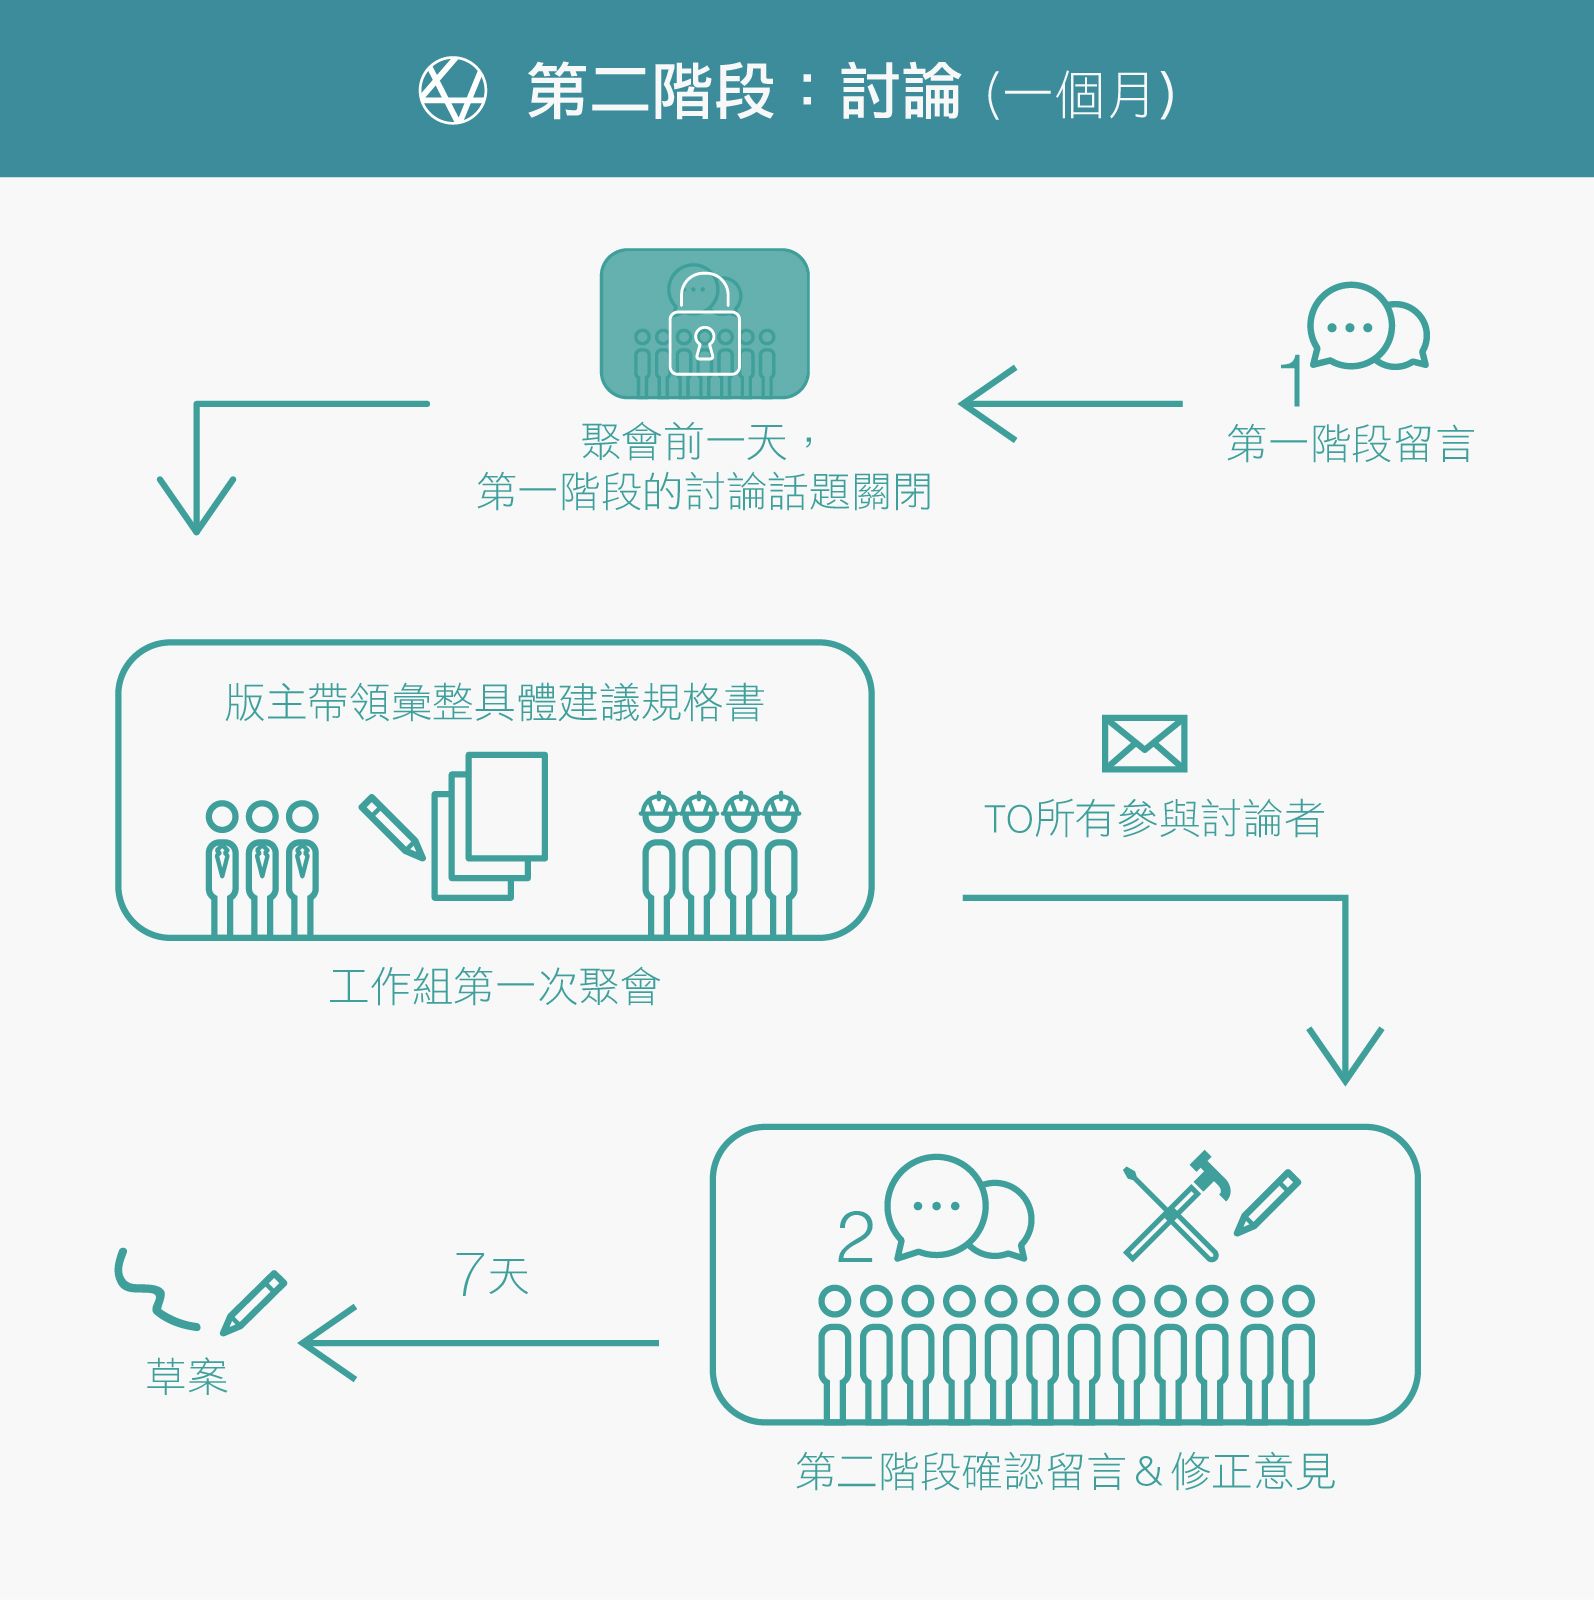 第二階段：討論 (一個月)
1
第一階段留言
聚會前一天，
第一階段的討論話題關閉
版主帶領彙整具體建議規格書
工作組第一次聚會
TO所有參與討論者
2
第二階段確認留言 & 修正意見
7天
草案